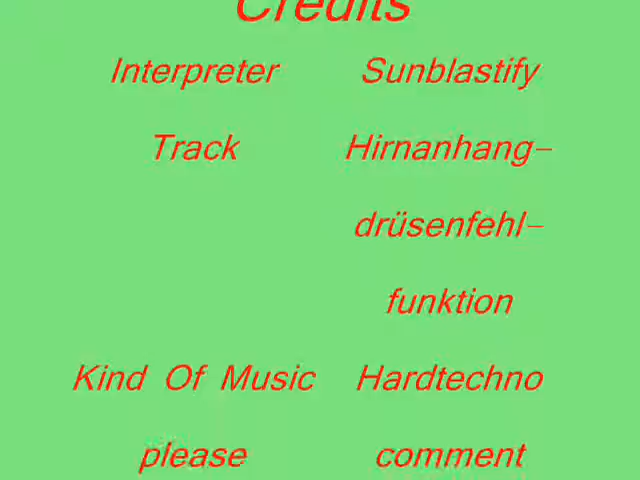 Credits
Interpreter Sunblastify
Track Hirnanhang-
drüsenfehl-
funktion
Kind Of Music Hardtechno
please comment